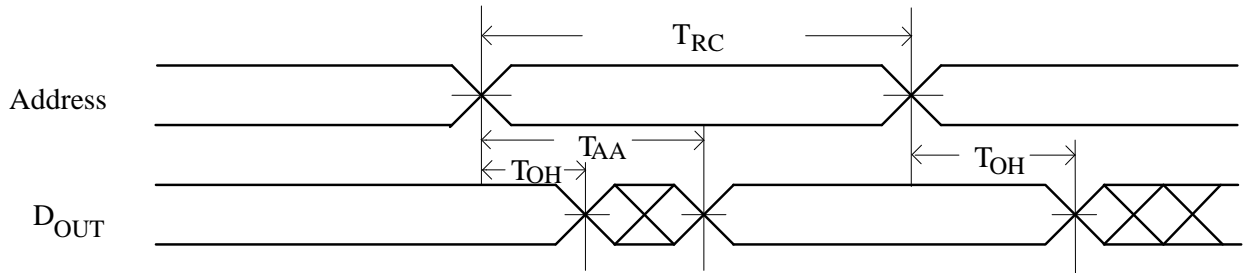 T_RC
Address
T_AA
T_OH
T_OH
D_OUT